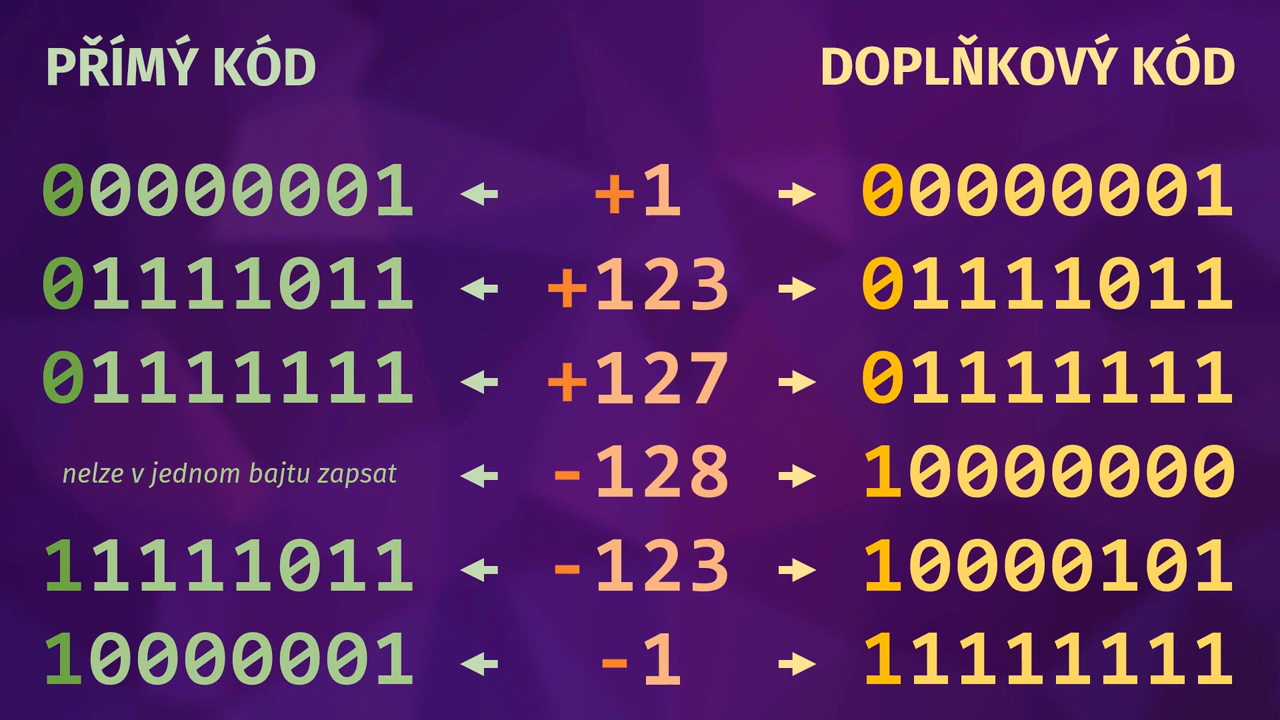 PŘÍMÝ KÓD DOPLŇKOVÝ KÓD
00000001 ← +1 → 00000001
01111011 ← +123 → 01111011
01111111 ← +127 → 01111111
nelze v jednom bajtu zapsat ← -128 → 10000000
11111011 ← -123 → 10000101
10000001 ← -1 → 11111111